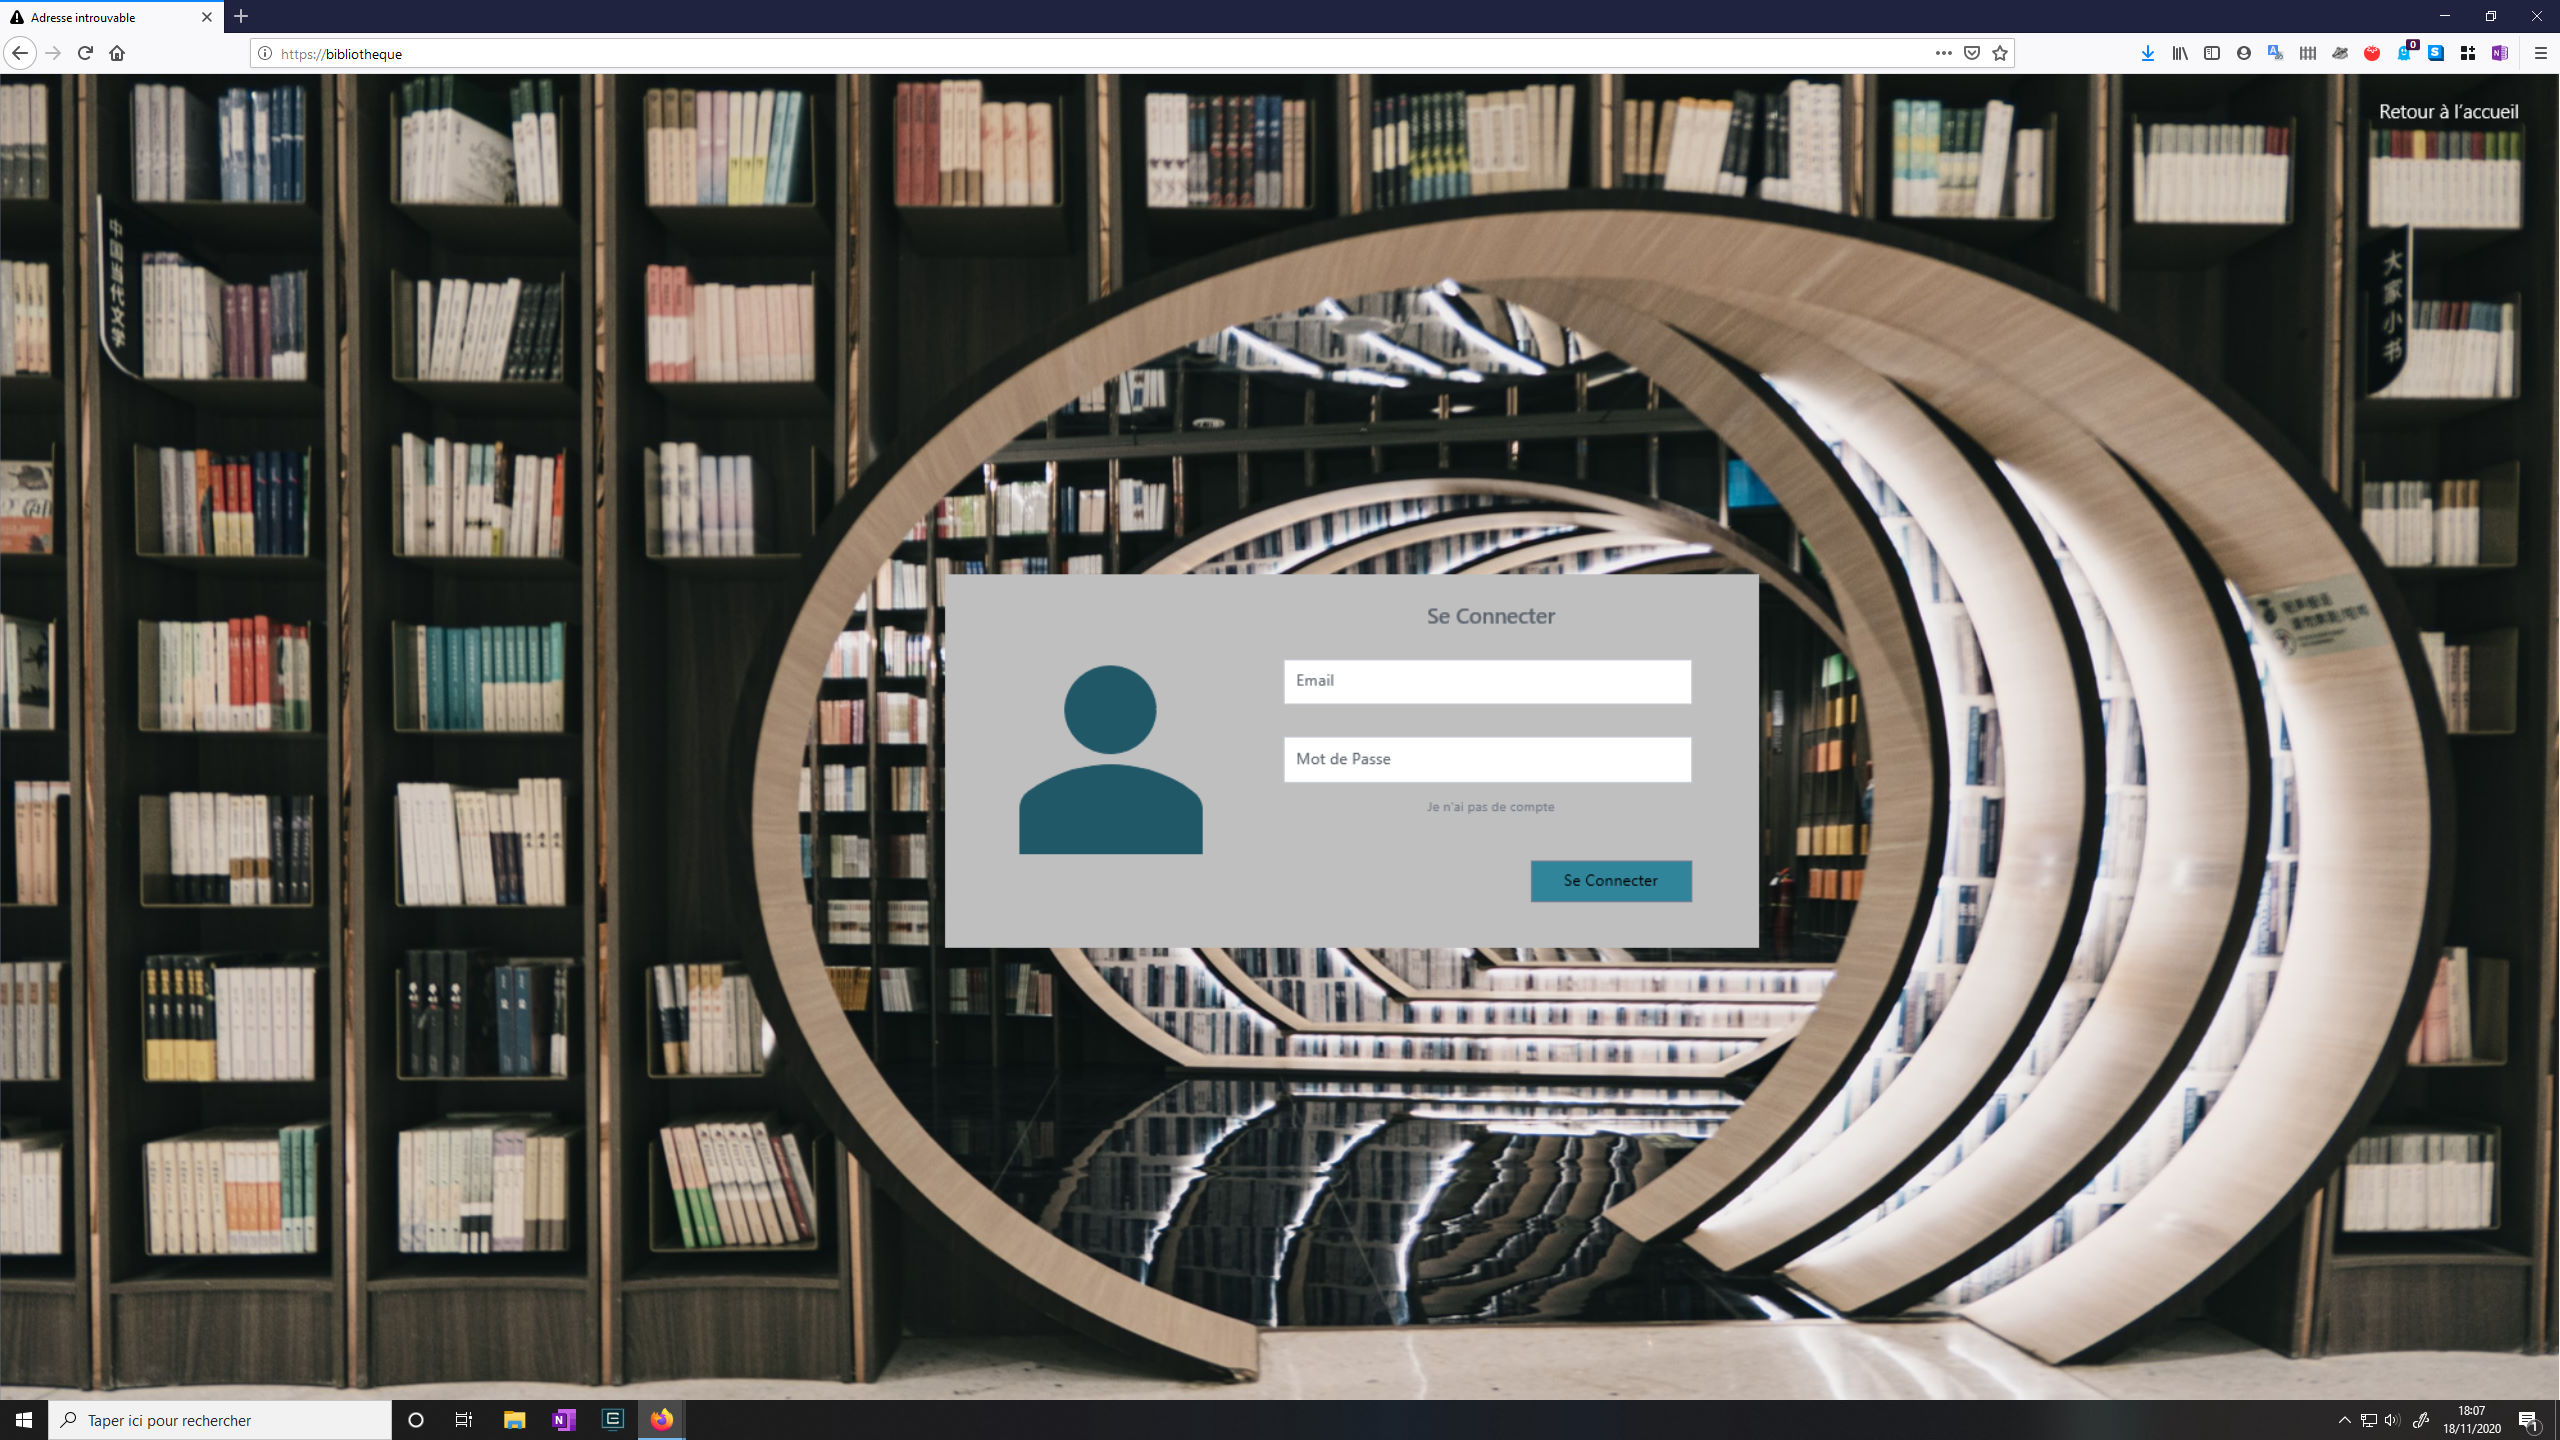 Adresse introuvable
https://bibliotheque
0
Retour à l'accueil
中国当代文学
大家小书
Se Connecter
Email
Mot de Passe
Je n'ai pas de compte
Se Connecter
Taper ici pour rechercher
18:07
18/11/2020
1